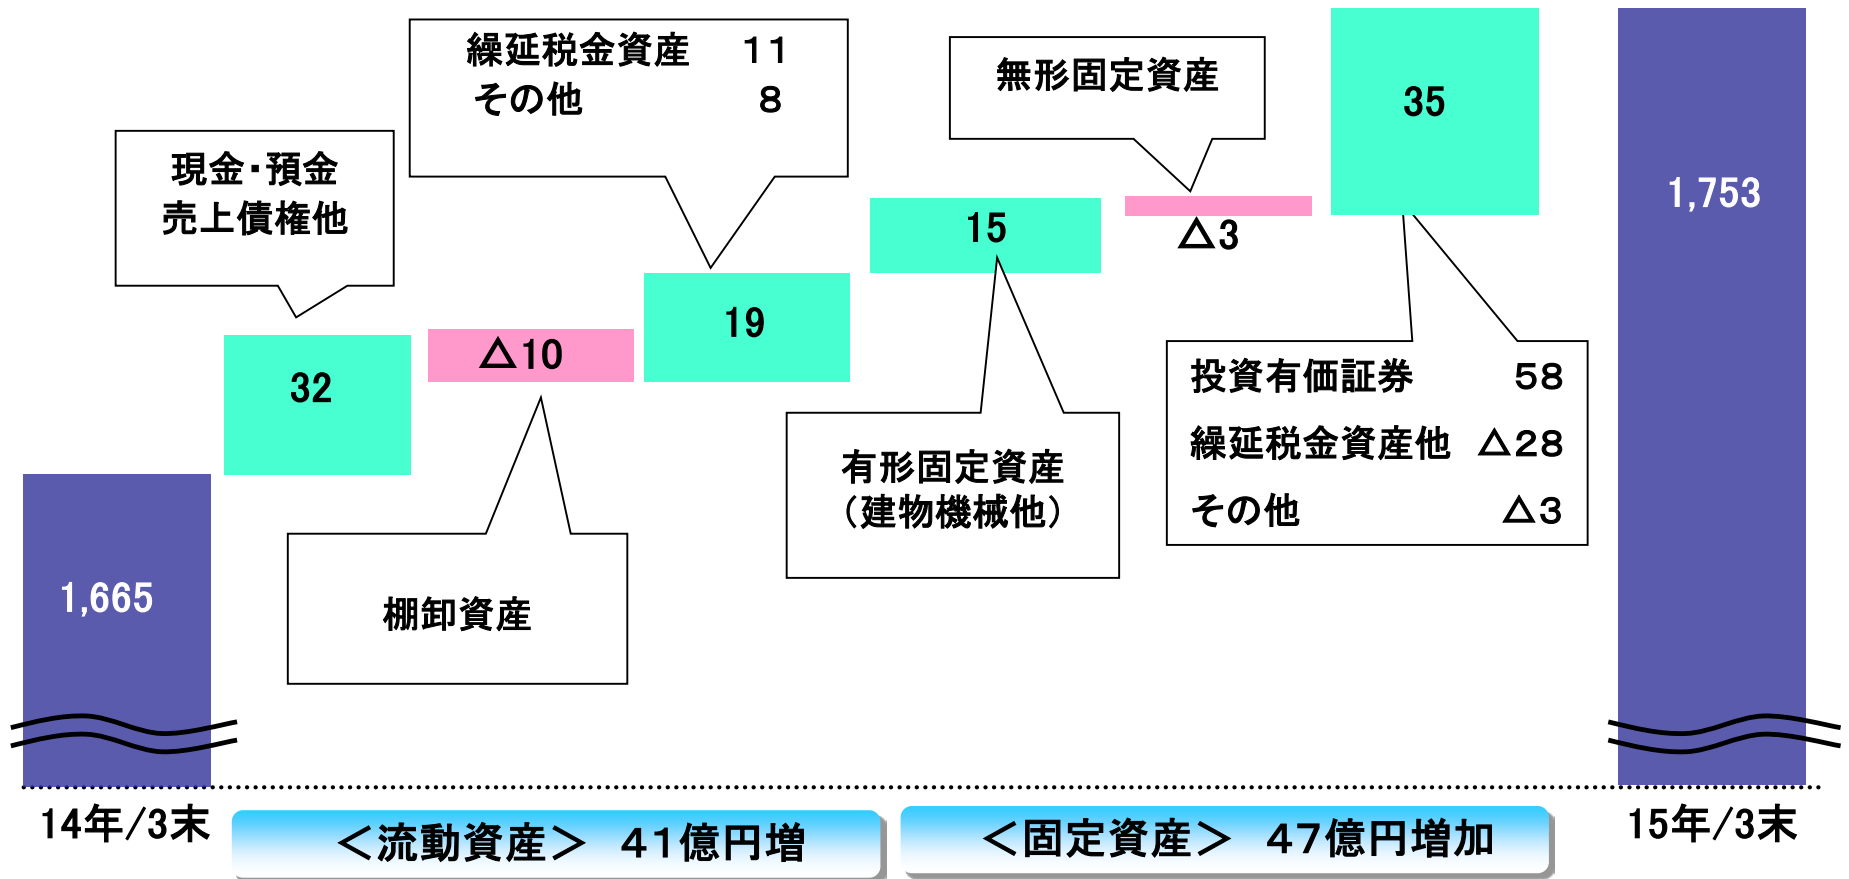 繰延税金資産 11
その他 8
無形固定資産
35
現金・預金
売上債権他
1,753
15
△3
19
△10
32
投資有価証券 58
繰延税金資産他 △28
その他 △3
有形固定資産
(建物機械他)
1,665
棚卸資産
14年/3末
＜流動資産＞ 41億円増
＜固定資産＞ 47億円増加
15年/3末